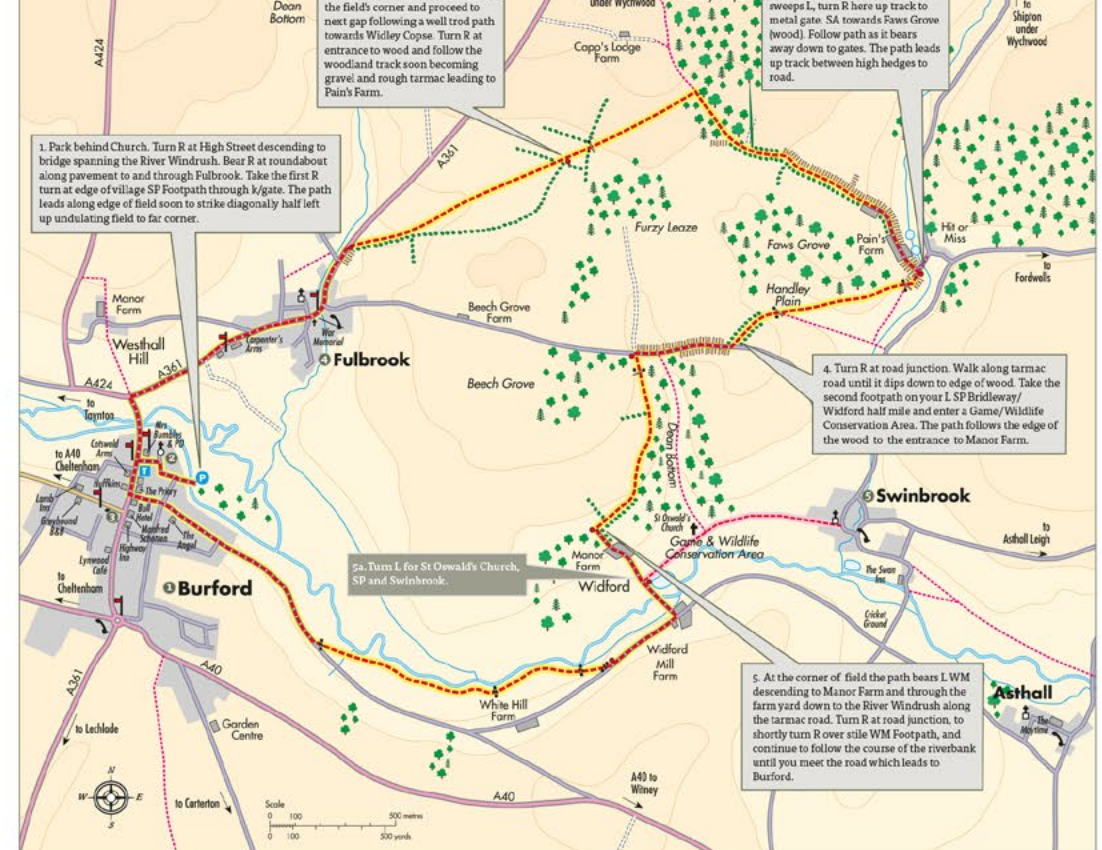 Dean
Bottom
A424
the field's corner and proceed to
next gap following a well trod path
towards Widley Copse. Turn R at
entrance to wood and follow the
woodland track soon becoming
gravel and rough tarmac leading to
Pain's Farm.
under Wychwood
Capp's Lodge
Farm
sweeps L, turn R here up track to
metal gate. SA towards Faws Grove
(wood). Follow path as it bears
away down to gates. The path leads
up track between high hedges to
road.
to
Shipton
under
Wychwood
1. Park behind Church. Turn R at High Street descending to
bridge spanning the River Windrush. Bear R at roundabout
along pavement to and through Fulbrook. Take the first R
turn at edge of village SP Footpath through k/gate. The path
leads along edge of field soon to strike diagonally half left
up undulating field to far corner.
A361
Furzy Leaze
Faws Grove
Pain's
Farm
Hit or
Miss
to
Fordwells
Handley
Plain
Manor
Farm
Westhall
Hill
Carpenter's
Arms
War
Memorial
Beech Grove
Farm
4 Fulbrook
A361
A424
to
Taynton
Beech Grove
4. Turn R at road junction. Walk along tarmac
road until it dips down to edge of wood. Take the
second footpath on your L SP Bridleway/
Widford half mile and enter a Game/Wildlife
Conservation Area. The path follows the edge of
the wood to the entrance to Manor Farm.
Dean Bottom
Mrs
Bumbles
& PO
2
Cotswold
Arms
to A40
Cheltenham
T
P
Huffkins
The Priory
Lamb
Inn
Bull
Hotel
Greyhound
B&B
3
Manfred
Schotten
The
Angel
Highway
Inn
Lynwood
Café
5 Swinbrook
St Oswald's
Church
Game & Wildlife
Conservation Area
to
Asthall Leigh
5a. Turn L for St Oswald's Church,
SP and Swinbrook.
Manor
Farm
Widford
The Swan
Inn
to
Cheltenham
1 Burford
Cricket
Ground
Widford
Mill
Farm
A361
A40
White Hill
Farm
5. At the corner of field the path bears L WM
descending to Manor Farm and through the
farm yard down to the River Windrush along
the tarmac road. Turn R at road junction, to
shortly turn R over stile WM Footpath, and
continue to follow the course of the riverbank
until you meet the road which leads to
Burford.
Asthall
The
Maytime
to Lechlade
Garden
Centre
N
W
E
S
to Carterton
Scale
0 100 500 metres
0 100 500 yards
A40
A40 to
Witney